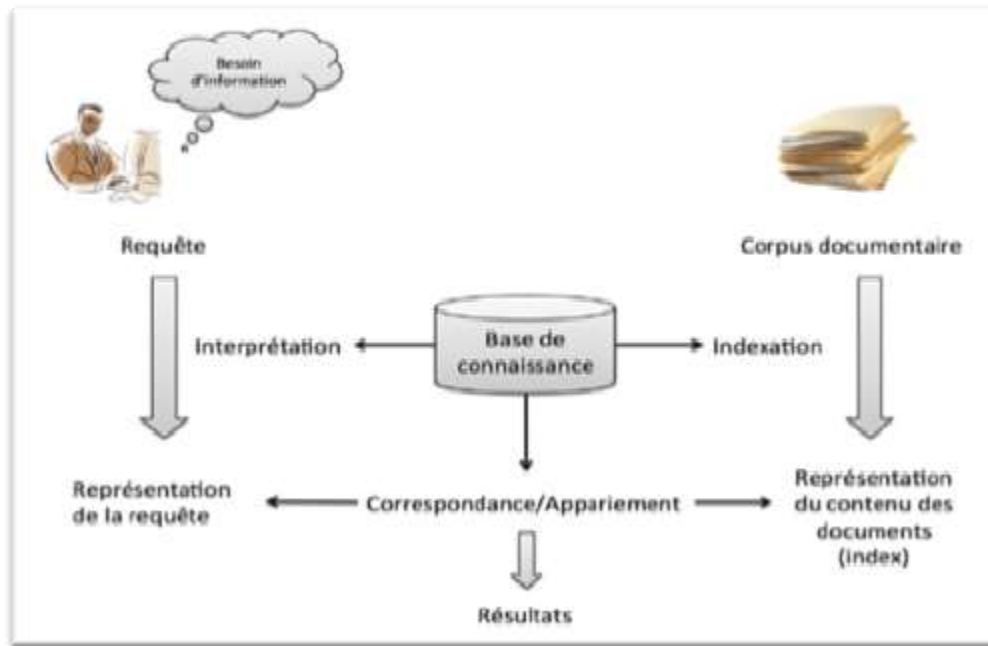 Besoin
d'information
Requête
Corpus documentaire
Interprétation
Base de
connaissance
Indexation
Représentation
de la requête
Correspondance/Appariement
Représentation
du contenu des
documents
(index)
Résultats